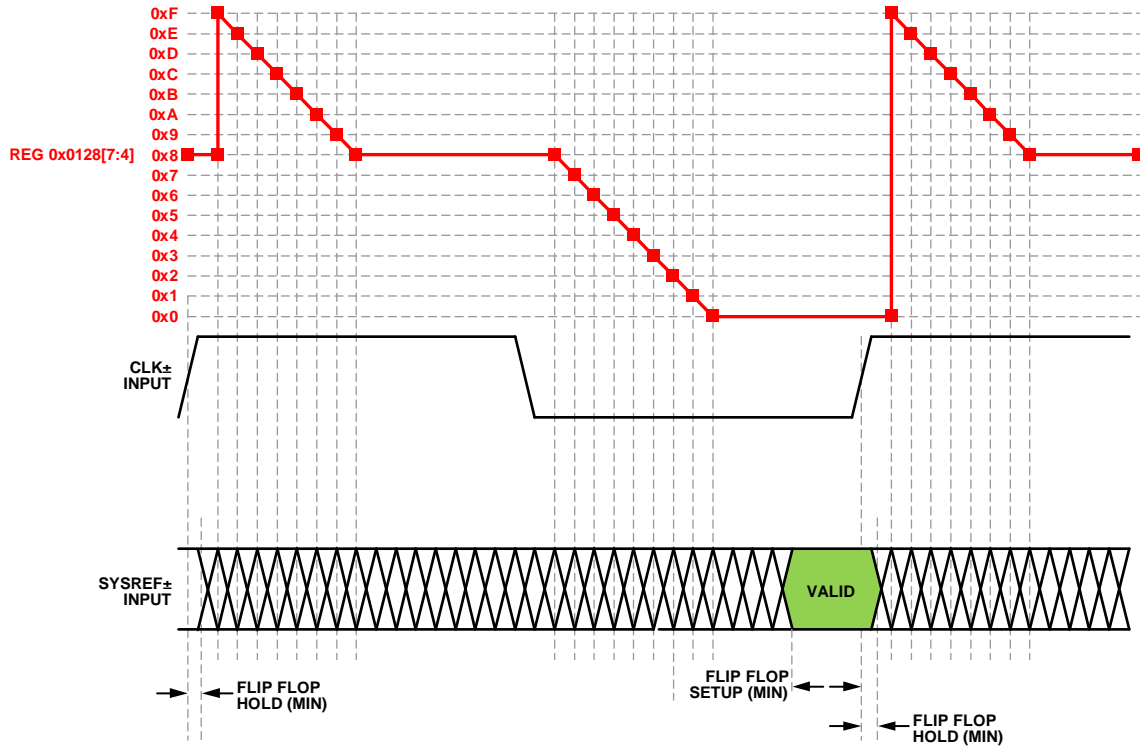 0xF
0xE
0xD
0xC
0xB
0xA
0x9
REG 0x0128[7:4] 0x8
0x7
0x6
0x5
0x4
0x3
0x2
0x1
0x0
CLK±
INPUT
SYSREF±
INPUT
VALID
FLIP FLOP
HOLD (MIN)
FLIP FLOP
SETUP (MIN)
FLIP FLOP
HOLD (MIN)